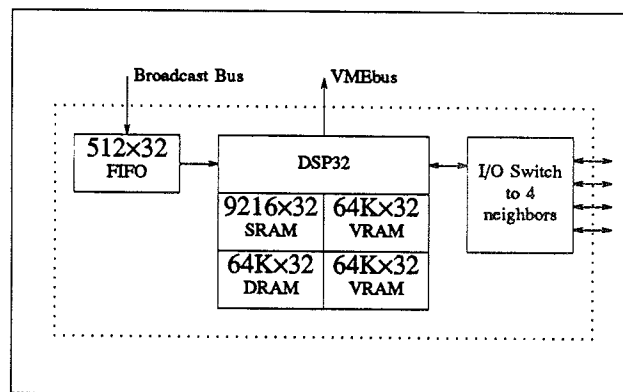 Broadcast Bus
VMEbus
512×32
FIFO
DSP32
I/O Switch
to 4
neighbors
9216×32
SRAM
64K×32
VRAM
64K×32
DRAM
64K×32
VRAM